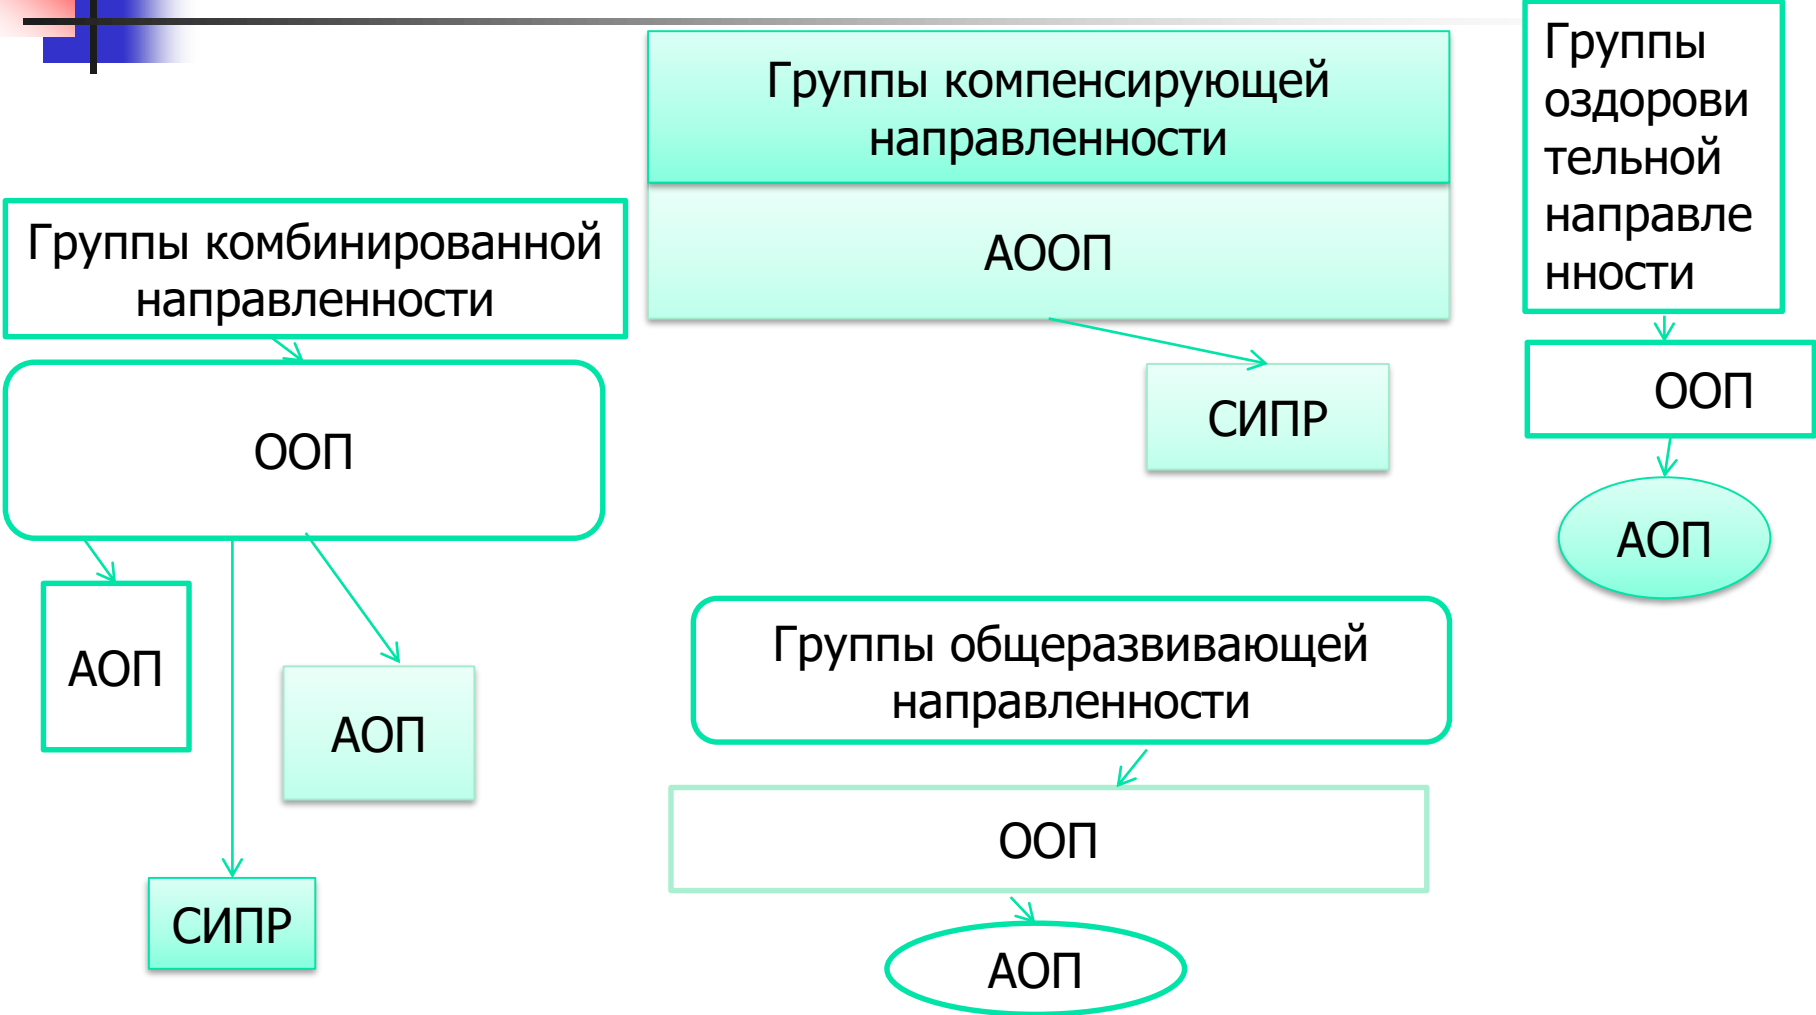 Группы комбинированной
направленности
ООП
АОП
АОП
СИПР
Группы компенсирующей
направленности
АООП
СИПР
Группы общеразвивающей
направленности
ООП
АОП
Группы
оздорови
тельной
направле
нности
ООП
АОП